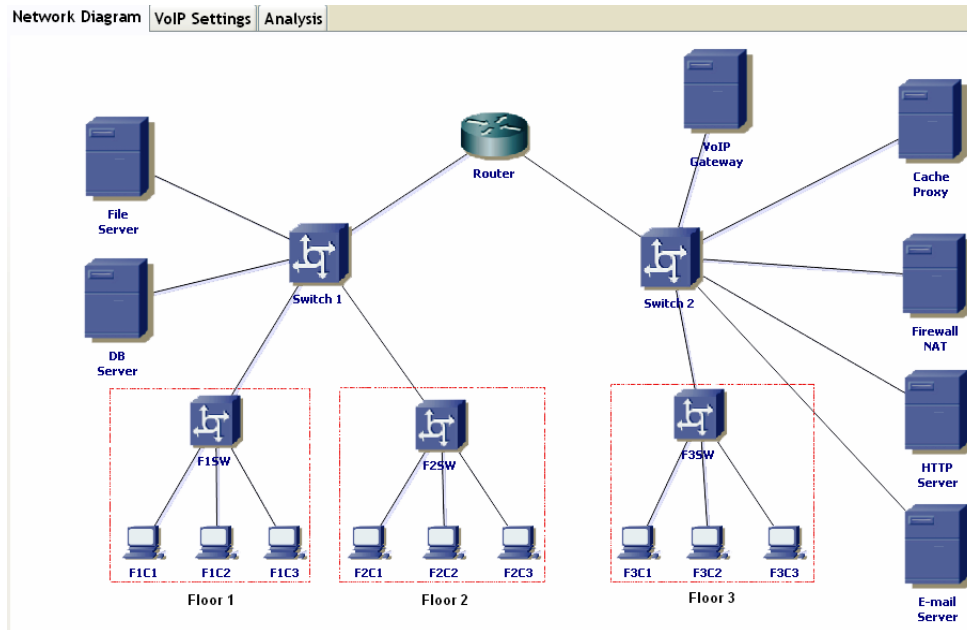 Network Diagram
VoIP Settings
Analysis
VoIP
Gateway
Router
Cache
Proxy
File
Server
Switch 1
Switch 2
Firewall
NAT
DB
Server
F1SW
F2SW
F3SW
HTTP
Server
F1C1
F1C2
F1C3
F2C1
F2C2
F2C3
F3C1
F3C2
F3C3
Floor 1
Floor 2
Floor 3
E-mail
Server